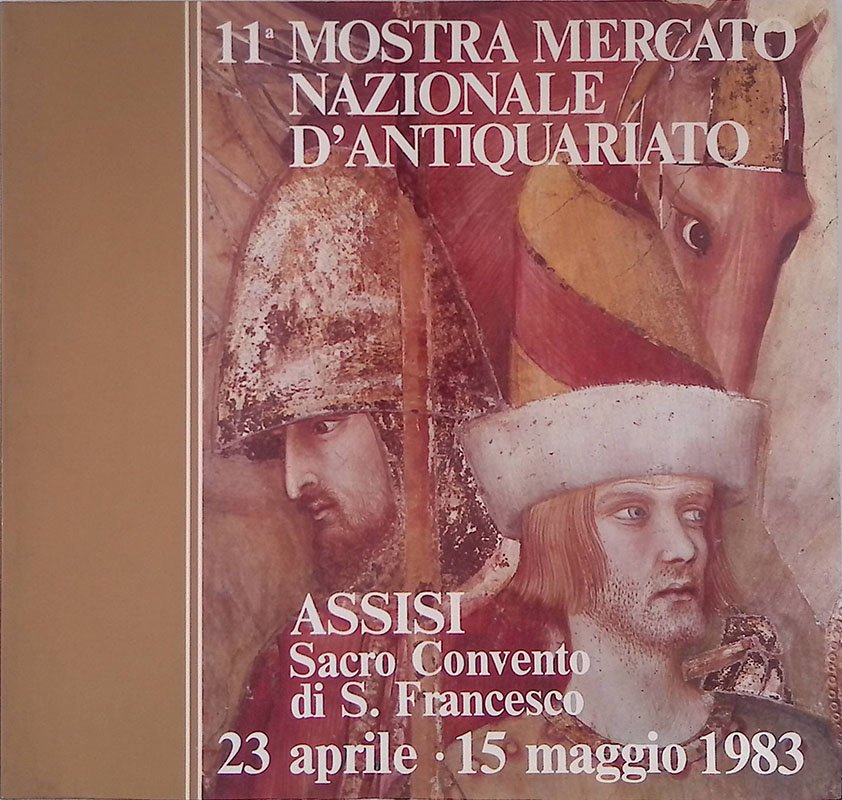 11ª MOSTRA MERCATO
NAZIONALE
D'ANTIQUARIATO
ASSISI
Sacro Convento
di S. Francesco
23 aprile · 15 maggio 1983